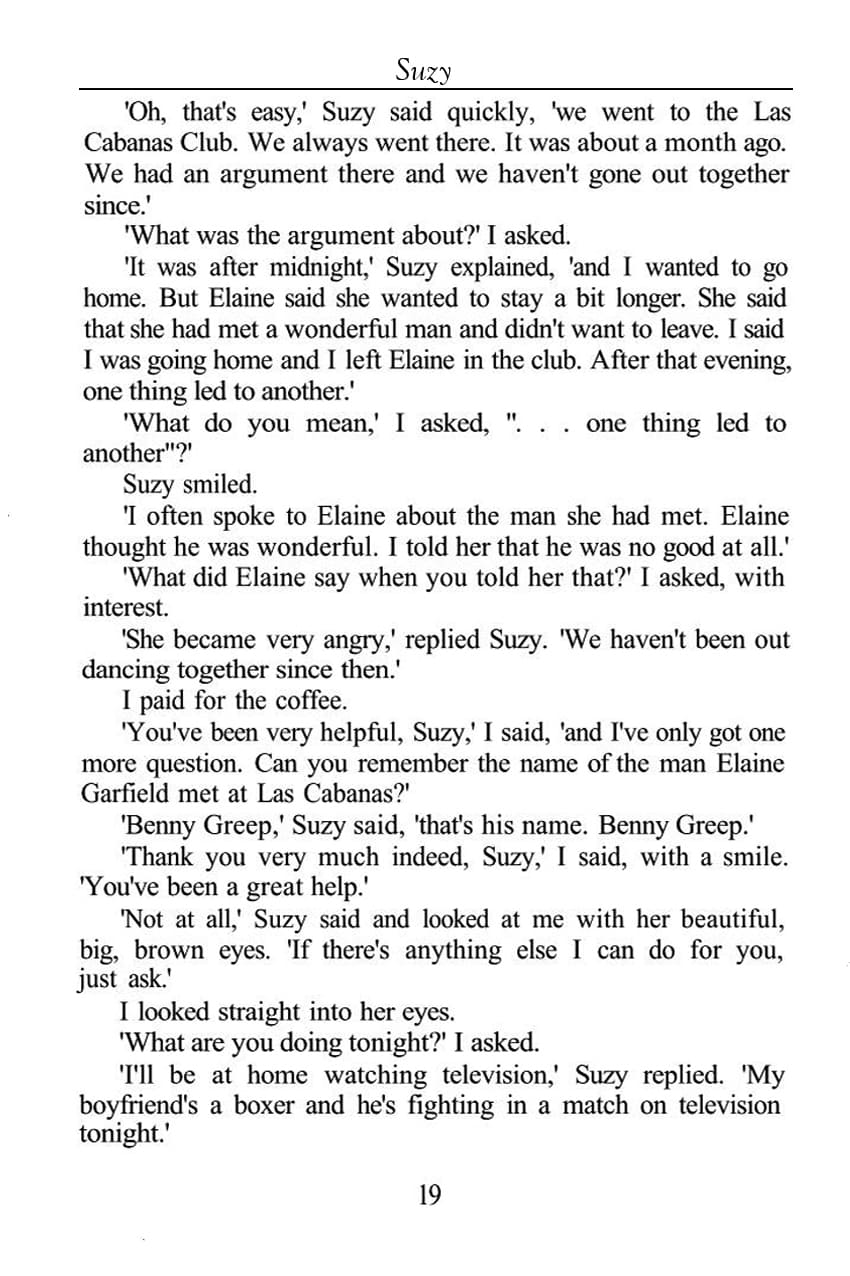 Suzy
'Oh, that's easy,' Suzy said quickly, 'we went to the Las
Cabanas Club. We always went there. It was about a month ago.
We had an argument there and we haven't gone out together
since.'
'What was the argument about?' I asked.
'It was after midnight,' Suzy explained, 'and I wanted to go
home. But Elaine said she wanted to stay a bit longer. She said
that she had met a wonderful man and didn't want to leave. I said
I was going home and I left Elaine in the club. After that evening,
one thing led to another.'
'What do you mean,' I asked, ". . . one thing led to
another"?'
Suzy smiled.
'I often spoke to Elaine about the man she had met. Elaine
thought he was wonderful. I told her that he was no good at all.'
'What did Elaine say when you told her that?' I asked, with
interest.
'She became very angry,' replied Suzy. 'We haven't been out
dancing together since then.'
I paid for the coffee.
'You've been very helpful, Suzy,' I said, 'and I've only got one
more question. Can you remember the name of the man Elaine
Garfield met at Las Cabanas?'
'Benny Greep,' Suzy said, 'that's his name. Benny Greep.'
'Thank you very much indeed, Suzy,' I said, with a smile.
'You've been a great help.'
'Not at all,' Suzy said and looked at me with her beautiful,
big, brown eyes. 'If there's anything else I can do for you,
just ask.'
I looked straight into her eyes.
'What are you doing tonight?' I asked.
'I'll be at home watching television,' Suzy replied. 'My
boyfriend's a boxer and he's fighting in a match on television
tonight.'
19